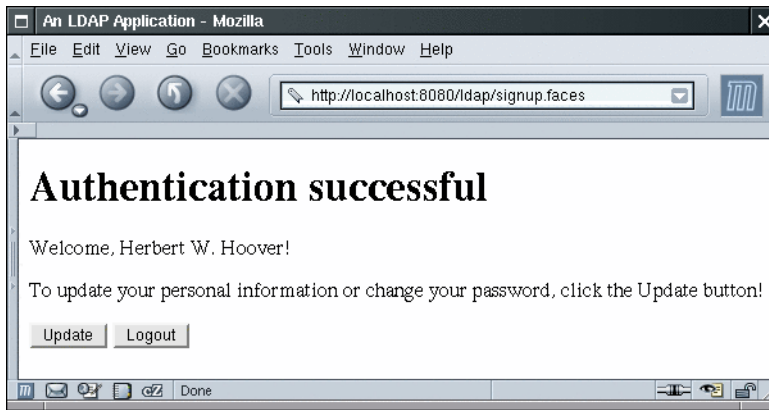 An LDAP Application - Mozilla
File Edit View Go Bookmarks Tools Window Help
http://localhost:8080/ldap/signup.faces
Authentication successful
Welcome, Herbert W. Hoover!
To update your personal information or change your password, click the Update button!
Update Logout
Done